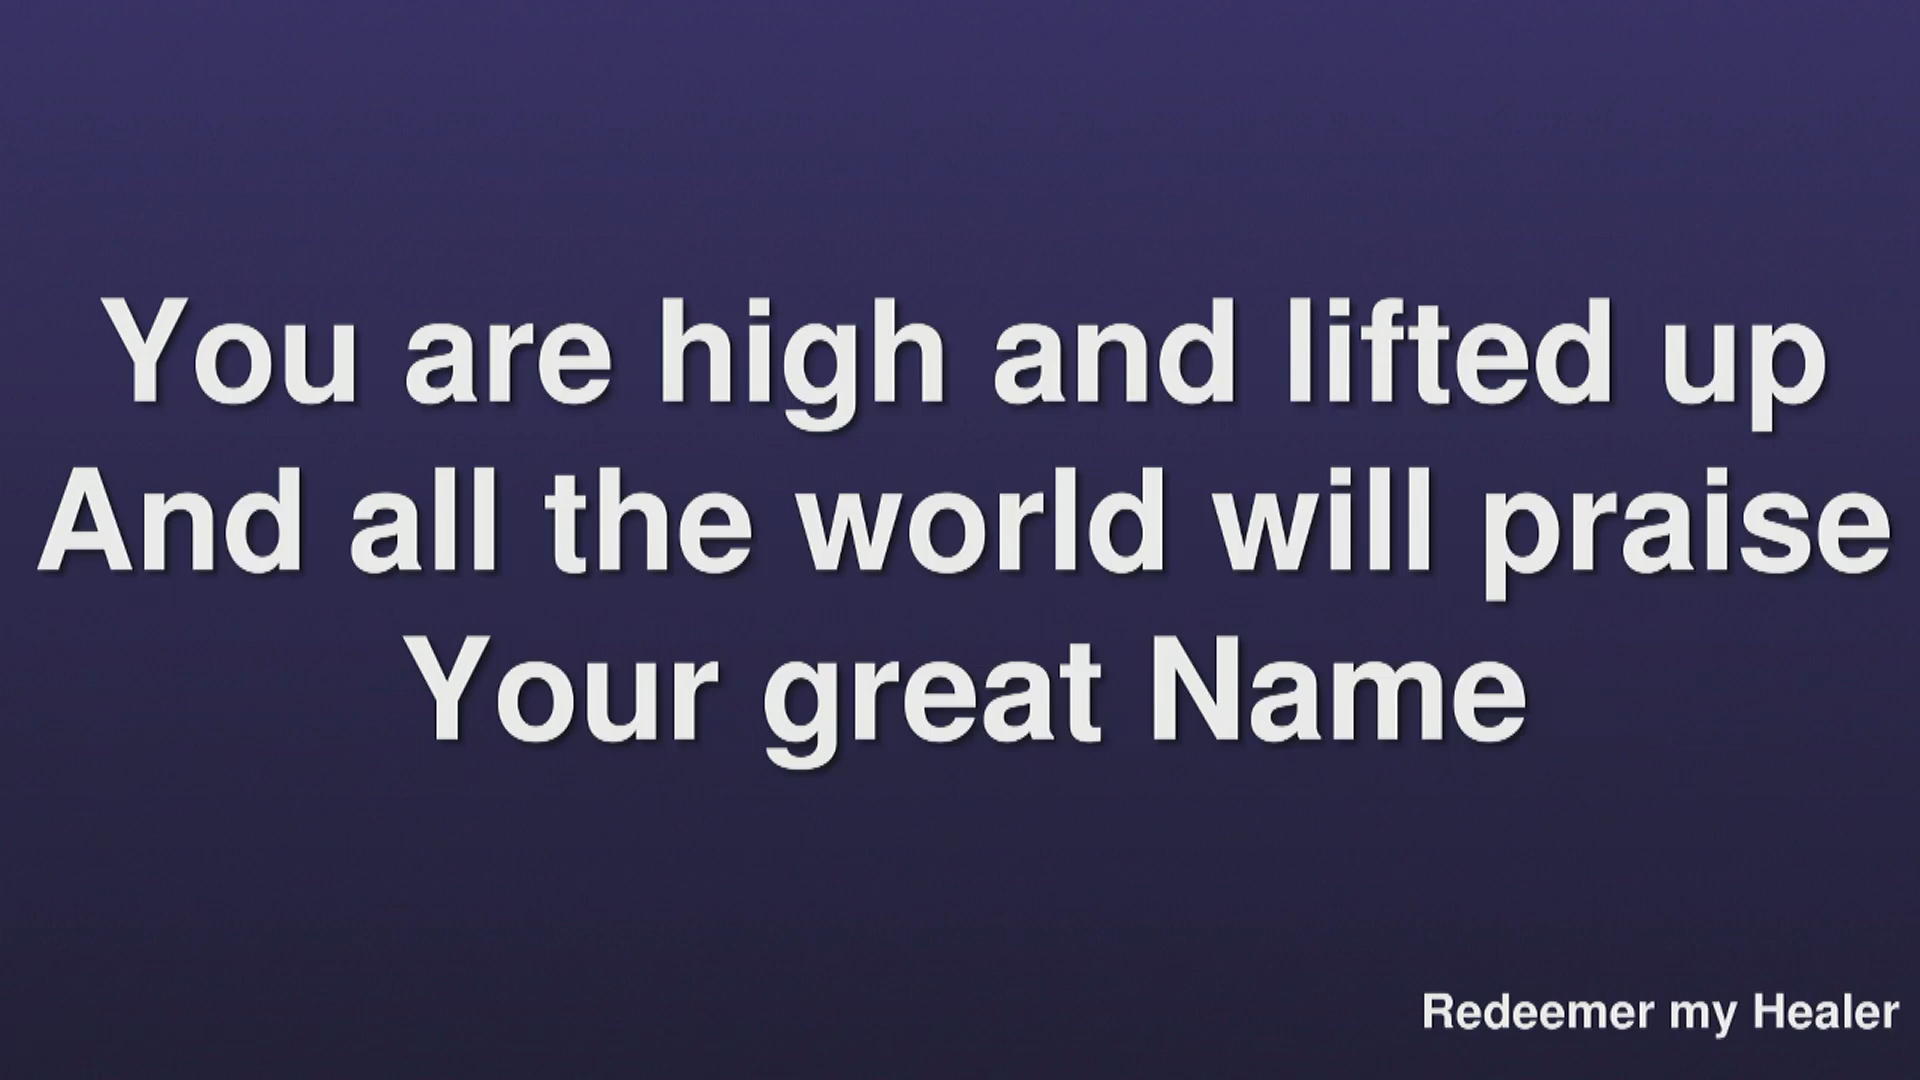 You are high and lifted up
And all the world will praise
Your great Name
Redeemer my Healer